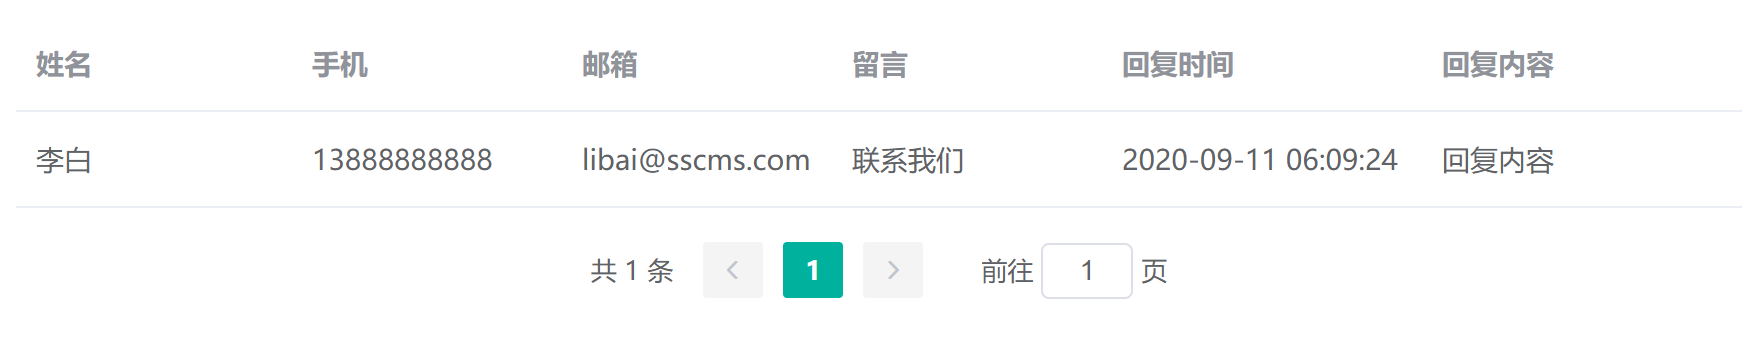 姓名 手机 邮箱 留言 回复时间 回复内容
李白 13888888888 libai@sscms.com 联系我们 2020-09-11 06:09:24 回复内容
共 1 条 1 前往 1 页